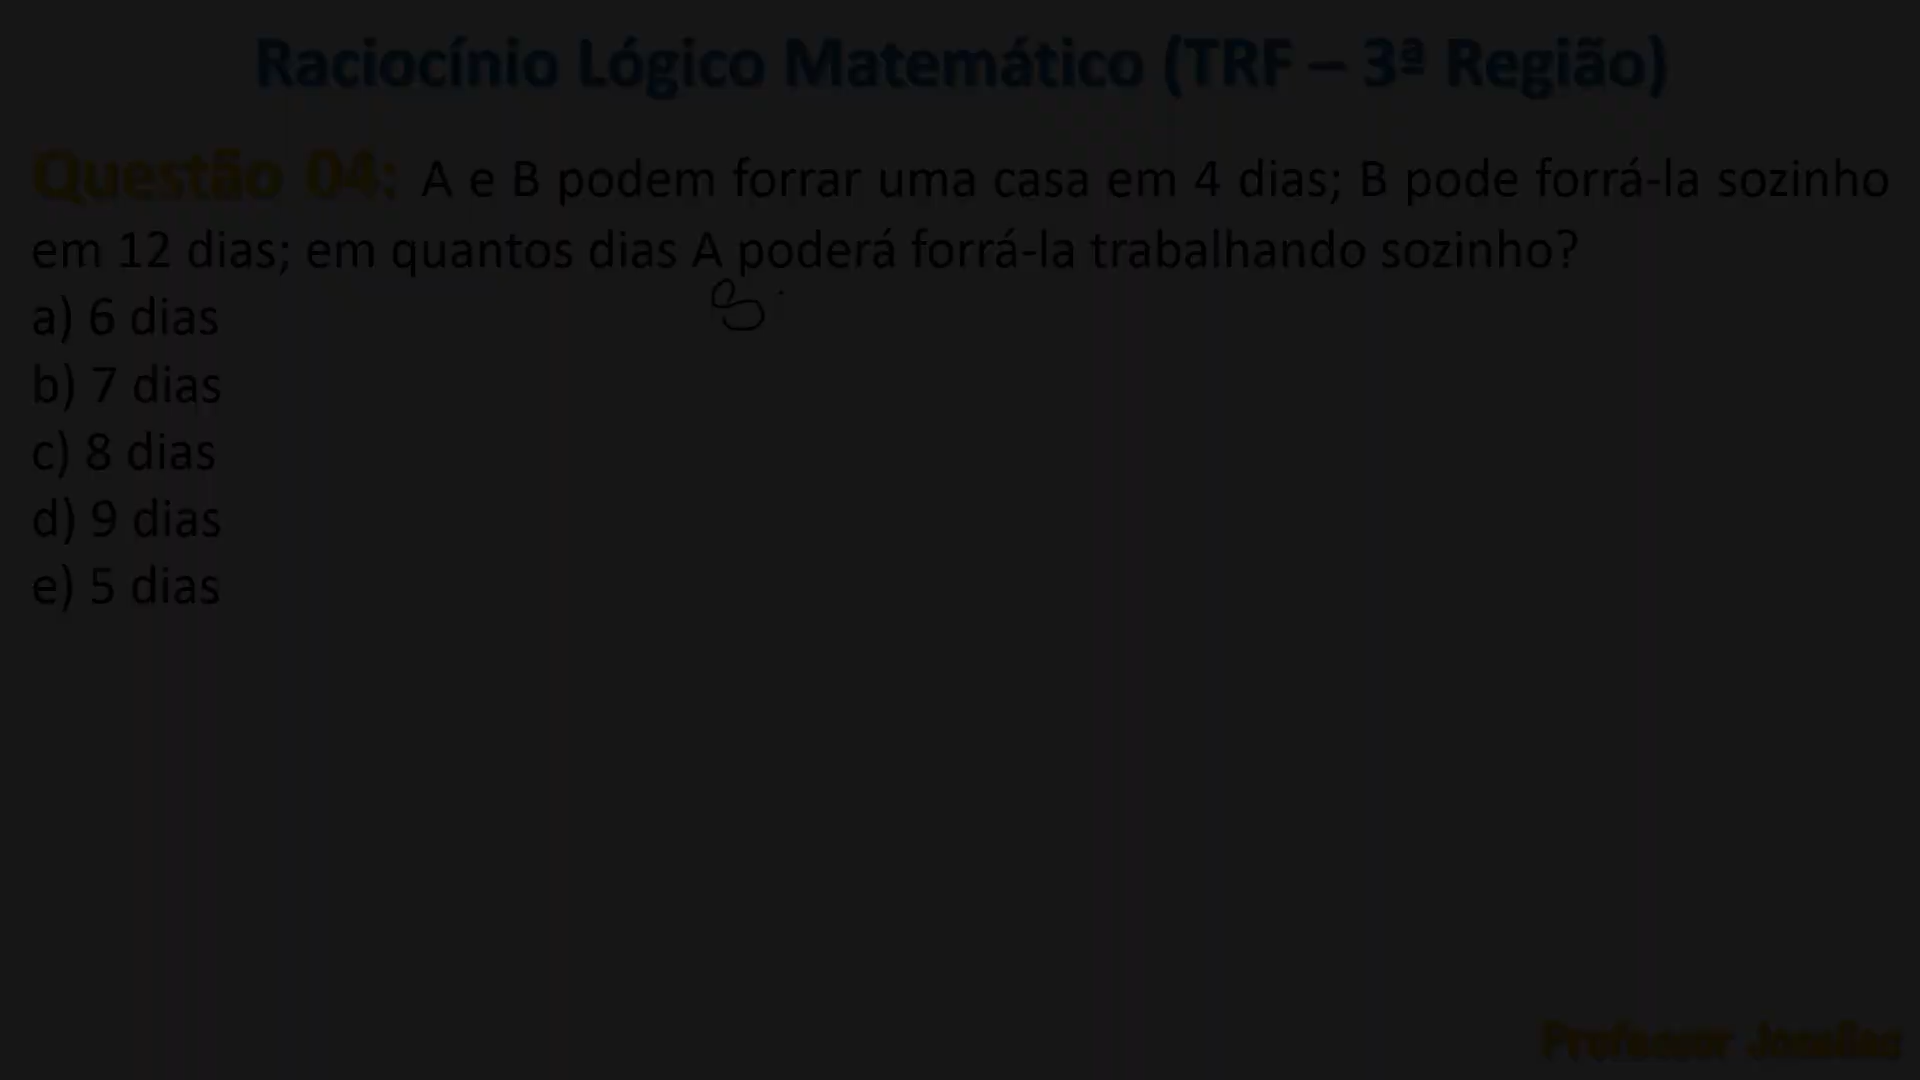 Raciocínio Lógico Matemático (TRF – 3ª Região)
Questão 04: A e B podem forrar uma casa em 4 dias; B pode forrá-la sozinho
em 12 dias; em quantos dias A poderá forrá-la trabalhando sozinho?
a) 6 dias
b) 7 dias
c) 8 dias
d) 9 dias
e) 5 dias
Professor Joselias